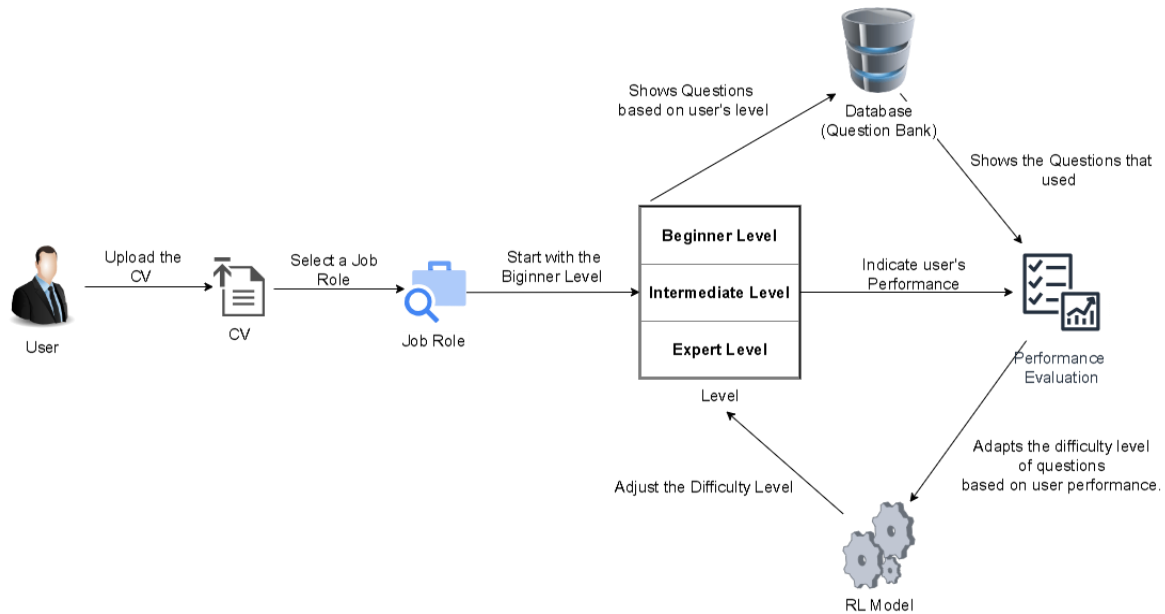 Shows Questions
based on user's level
Database
(Question Bank)
Shows the Questions that
used
Upload the
CV
Select a Job
Role
Start with the
Biginner Level
Beginner Level
Intermediate Level
Expert Level
Indicate user's
Performance
User
CV
Job Role
Level
Performance
Evaluation
Adjust the Difficulty Level
Adapts the difficulty level
of questions
based on user performance.
RL Model